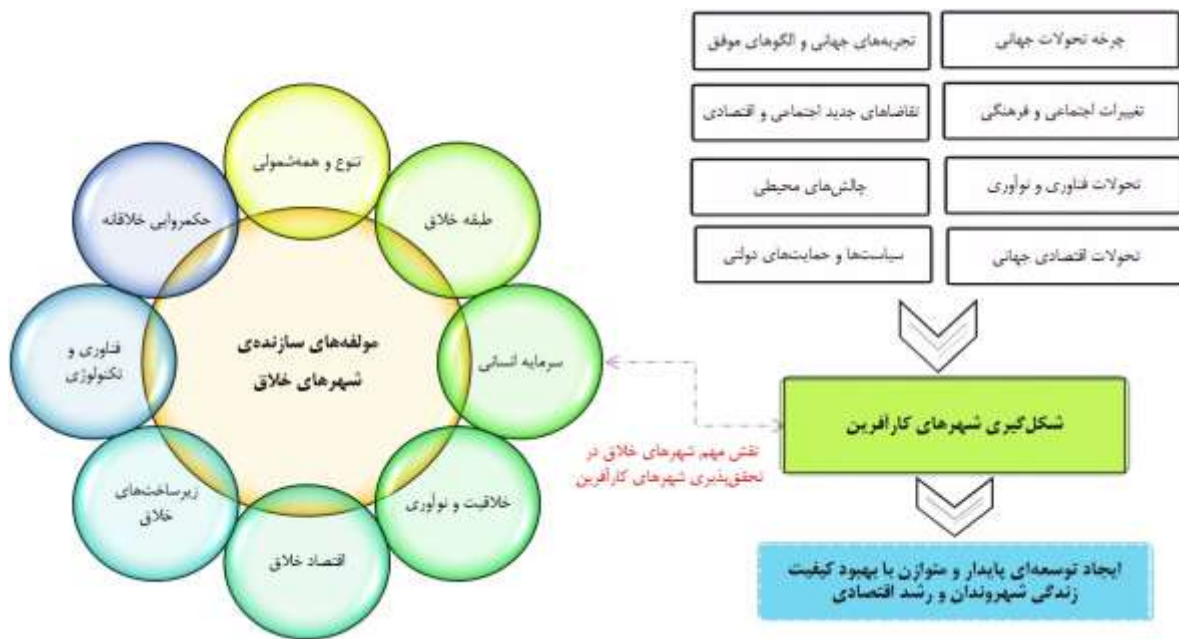 چرخه تحولات جهانی
تجربه‌های جهانی و الگوهای موفق
تغییرات اجتماعی و فرهنگی
تقاضاهای جدید اجتماعی و اقتصادی
تحولات فناوری و نوآوری
چالش‌های محیطی
تحولات اقتصادی جهانی
سیاست‌ها و حمایت‌های دولتی
شکل‌گیری شهرهای کارآفرین
ایجاد توسعه‌ای پایدار و متوازن با بهبود کیفیت
زندگی شهروندان و رشد اقتصادی
نقش مهم شهرهای خلاق در
تحقق‌پذیری شهرهای کارآفرین
مولفه‌های سازنده‌ی
شهرهای خلاق
تنوع و همه‌شمولی
طبقه خلاق
سرمایه انسانی
خلاقیت و نوآوری
اقتصاد خلاق
زیرساخت‌های
خلاق
فناوری و
تکنولوژی
حکمروایی خلاقانه